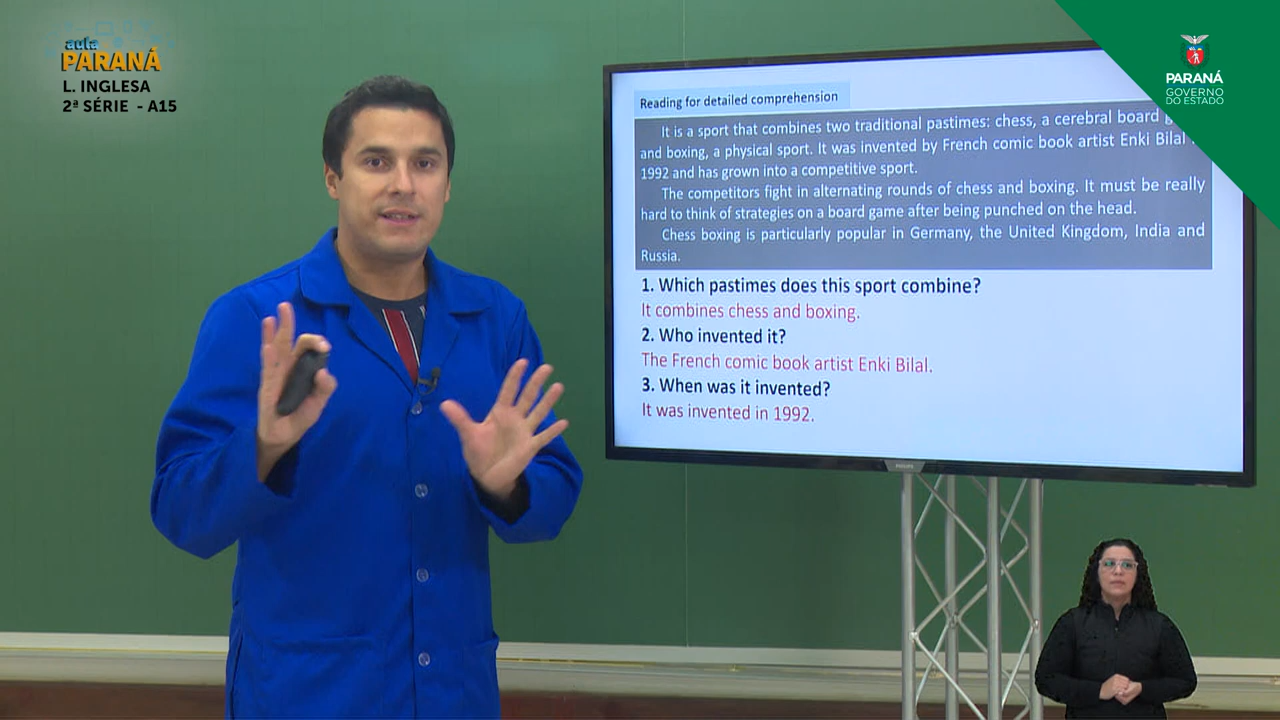 aula
PARANÁ
L. INGLESA
2ª SÉRIE - A15
PARANÁ
GOVERNO
DO ESTADO
Reading for detailed comprehension
It is a sport that combines two traditional pastimes: chess, a cerebral board
and boxing, a physical sport. It was invented by French comic book artist Enki Bilal
1992 and has grown into a competitive sport.
The competitors fight in alternating rounds of chess and boxing. It must be really
hard to think of strategies on a board game after being punched on the head.
Chess boxing is particularly popular in Germany, the United Kingdom, India and
Russia.
1. Which pastimes does this sport combine?
It combines chess and boxing.
2. Who invented it?
The French comic book artist Enki Bilal.
3. When was it invented?
It was invented in 1992.
PHILIPS